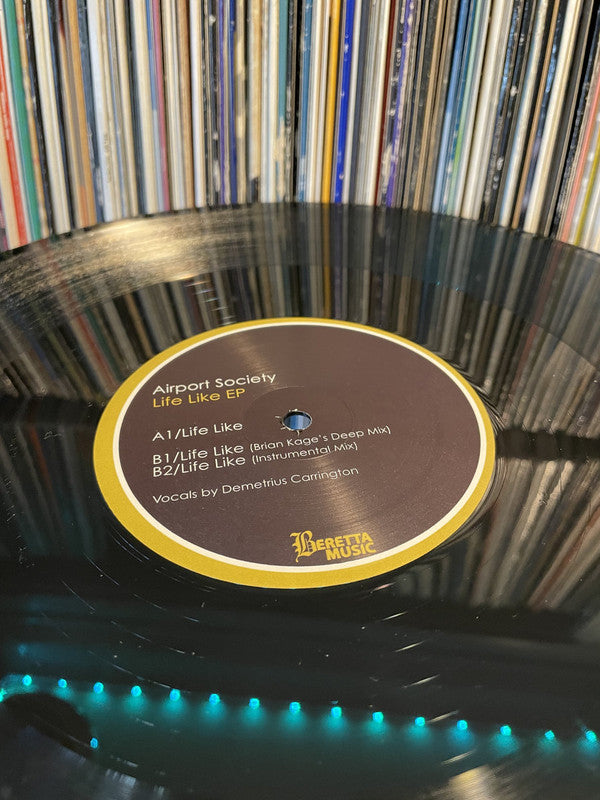 Airport Society
Life Like EP
A1/Life Like
B1/Life Like (Brian Kage's Deep Mix)
B2/Life Like (Instrumental Mix)
Vocals by Demetrius Carrington
BERETTA
MUSIC